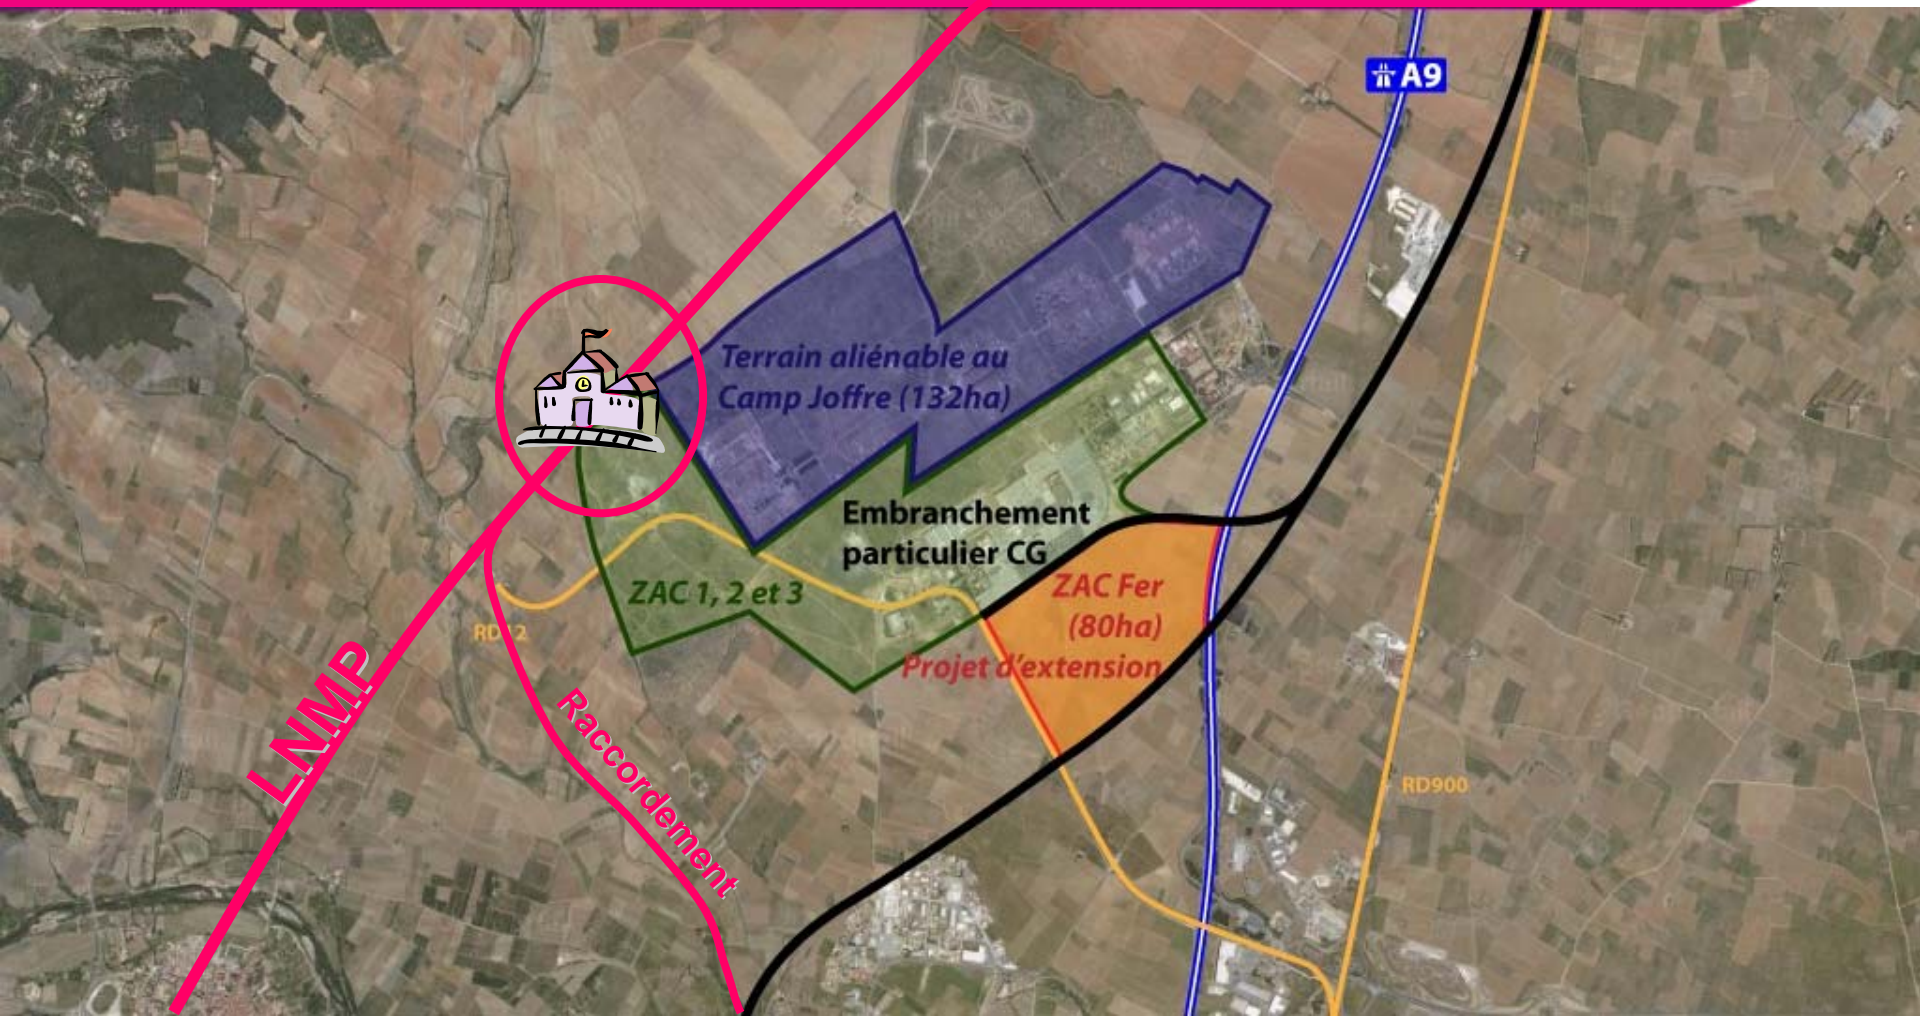 A9
Terrain aliénable au
Camp Joffre (132ha)
Embranchement
particulier CG
ZAC 1, 2 et 3
ZAC Fer
(80ha)
Projet d'extension
LNMP
Raccordement
RD900